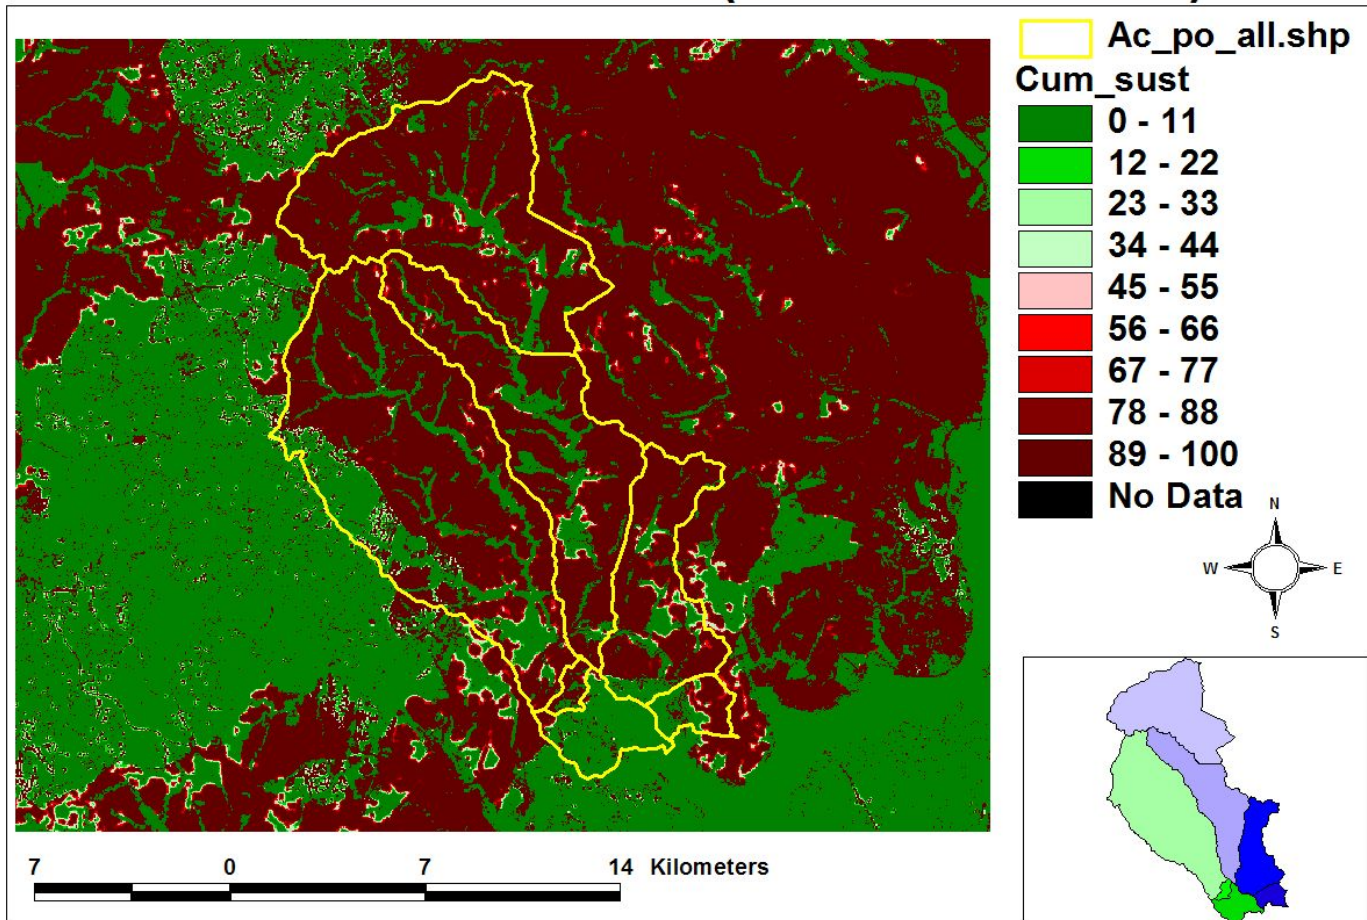 Ac_po_all.shp
Cum_sust
0 - 11
12 - 22
23 - 33
34 - 44
45 - 55
56 - 66
67 - 77
78 - 88
89 - 100
No Data
N
W E
S
7 0 7 14 Kilometers